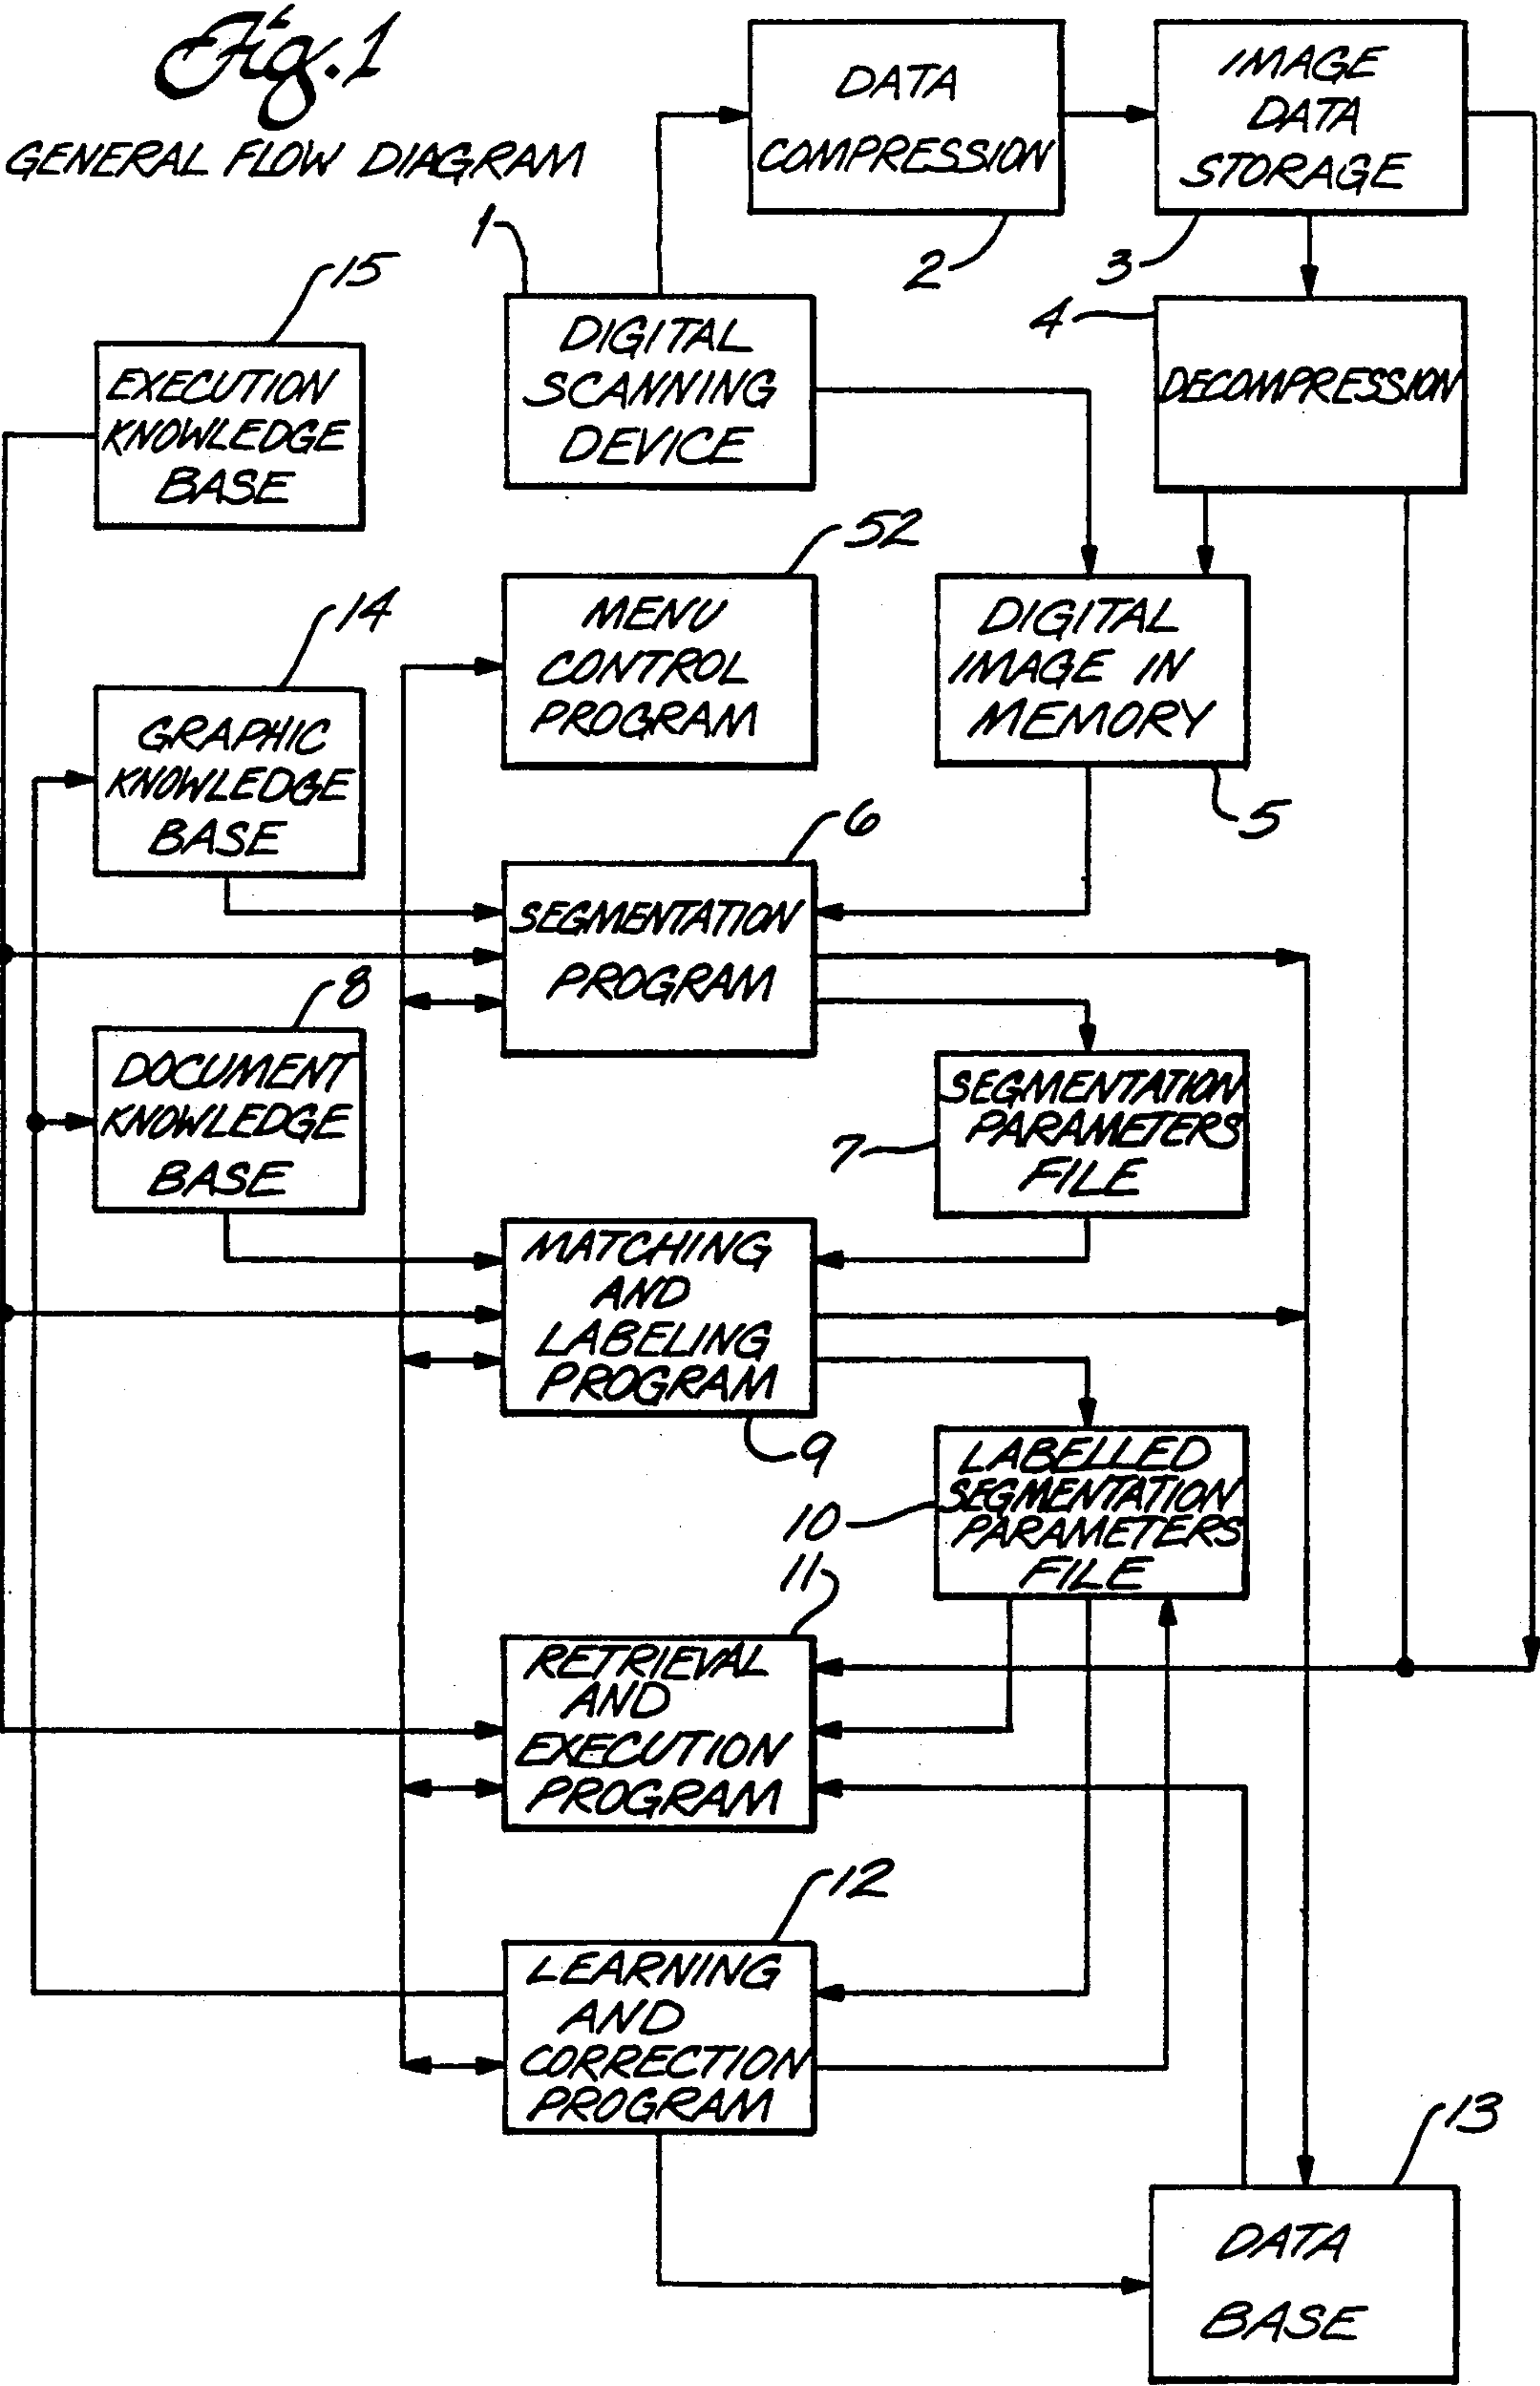 Fig. 1
GENERAL FLOW DIAGRAM
DATA
COMPRESSION
2
IMAGE
DATA
STORAGE
3
1
DIGITAL
SCANNING
DEVICE
4
DECOMPRESSION
15
EXECUTION
KNOWLEDGE
BASE
52
MENU
CONTROL
PROGRAM
DIGITAL
IMAGE IN
MEMORY
5
14
GRAPHIC
KNOWLEDGE
BASE
6
SEGMENTATION
PROGRAM
8
DOCUMENT
KNOWLEDGE
BASE
7
SEGMENTATION
PARAMETERS
FILE
MATCHING
AND
LABELING
PROGRAM
9
10
LABELLED
SEGMENTATION
PARAMETERS
FILE
11
RETRIEVAL
AND
EXECUTION
PROGRAM
12
LEARNING
AND
CORRECTION
PROGRAM
13
DATA
BASE